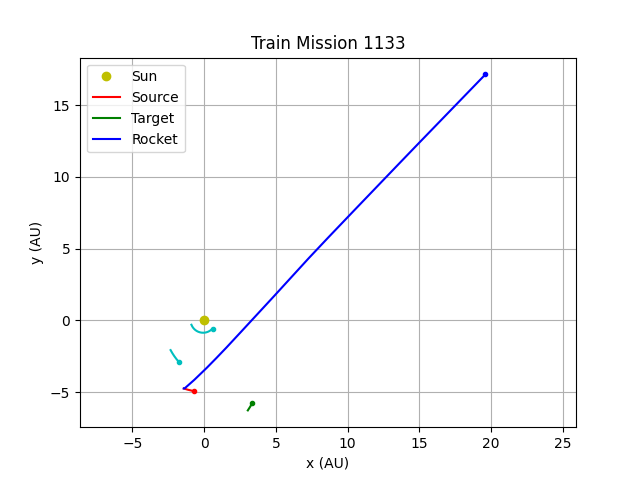 Train Mission 1133
Sun
Source
Target
Rocket
15
10
5
0
−5
y (AU)
−5
0
5
10
15
20
25
x (AU)